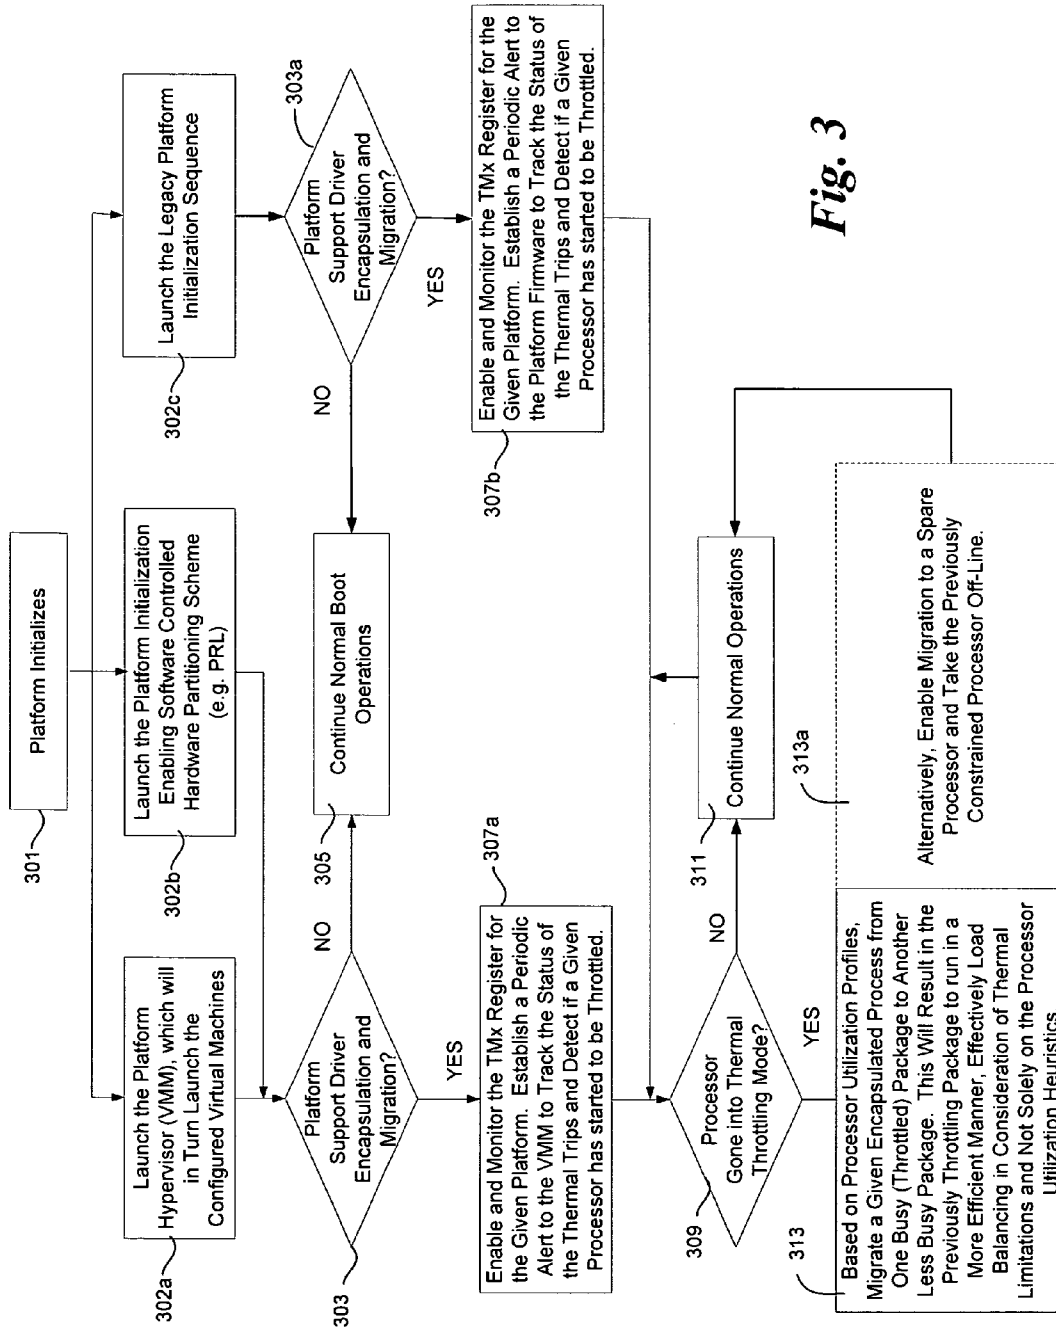 Platform Initializes
301
Launch the Platform
Hypervisor (VMM), which will
in Turn Launch the
Configured Virtual Machines
302a
Launch the Platform Initialization
Enabling Software Controlled
Hardware Partitioning Scheme
(e.g. PRL)
302b
Launch the Legacy Platform
Initialization Sequence
302c
Platform
Support Driver
Encapsulation and
Migration?
303
NO
YES
Continue Normal Boot
Operations
305
Platform
Support Driver
Encapsulation and
Migration?
303a
NO
YES
Enable and Monitor the TMx Register for
the Given Platform. Establish a Periodic
Alert to the VMM to Track the Status of
the Thermal Trips and Detect if a Given
Processor has started to be Throttled.
307a
Enable and Monitor the TMx Register for the
Given Platform. Establish a Periodic Alert to
the Platform Firmware to Track the Status of
the Thermal Trips and Detect if a Given
Processor has started to be Throttled.
307b
Processor
Gone into Thermal
Throttling Mode?
309
NO
YES
Continue Normal Operations
311
Based on Processor Utilization Profiles,
Migrate a Given Encapsulated Process from
One Busy (Throttled) Package to Another
Less Busy Package. This Will Result in the
Previously Throttling Package to run in a
More Efficient Manner, Effectively Load
Balancing in Consideration of Thermal
Limitations and Not Solely on the Processor
Utilization Heuristics
313
Alternatively, Enable Migration to a Spare
Processor and Take the Previously
Constrained Processor Off-Line.
313a
Fig. 3